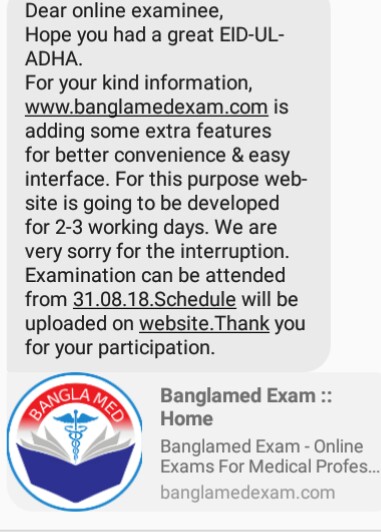 Dear online examinee,
Hope you had a great EID-UL-
ADHA.
For your kind information,
www.banglamedexam.com is
adding some extra features
for better convenience & easy
interface. For this purpose web-
site is going to be developed
for 2-3 working days. We are
very sorry for the interruption.
Examination can be attended
from 31.08.18.Schedule will be
uploaded on website.Thank you
for your participation.
BANGLA MED
Banglamed Exam ::
Home
Banglamed Exam - Online
Exams For Medical Profes...
banglamedexam.com